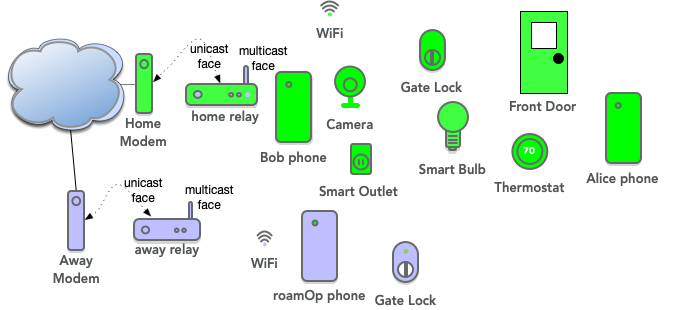 WiFi
unicast
face
multicast
face
Gate Lock
Front Door
Home
Modem
home relay
Bob phone
Camera
Smart Bulb
70
Thermostat
Alice phone
Smart Outlet
unicast
face
multicast
face
Away
Modem
away relay
WiFi
roamOp phone
Gate Lock